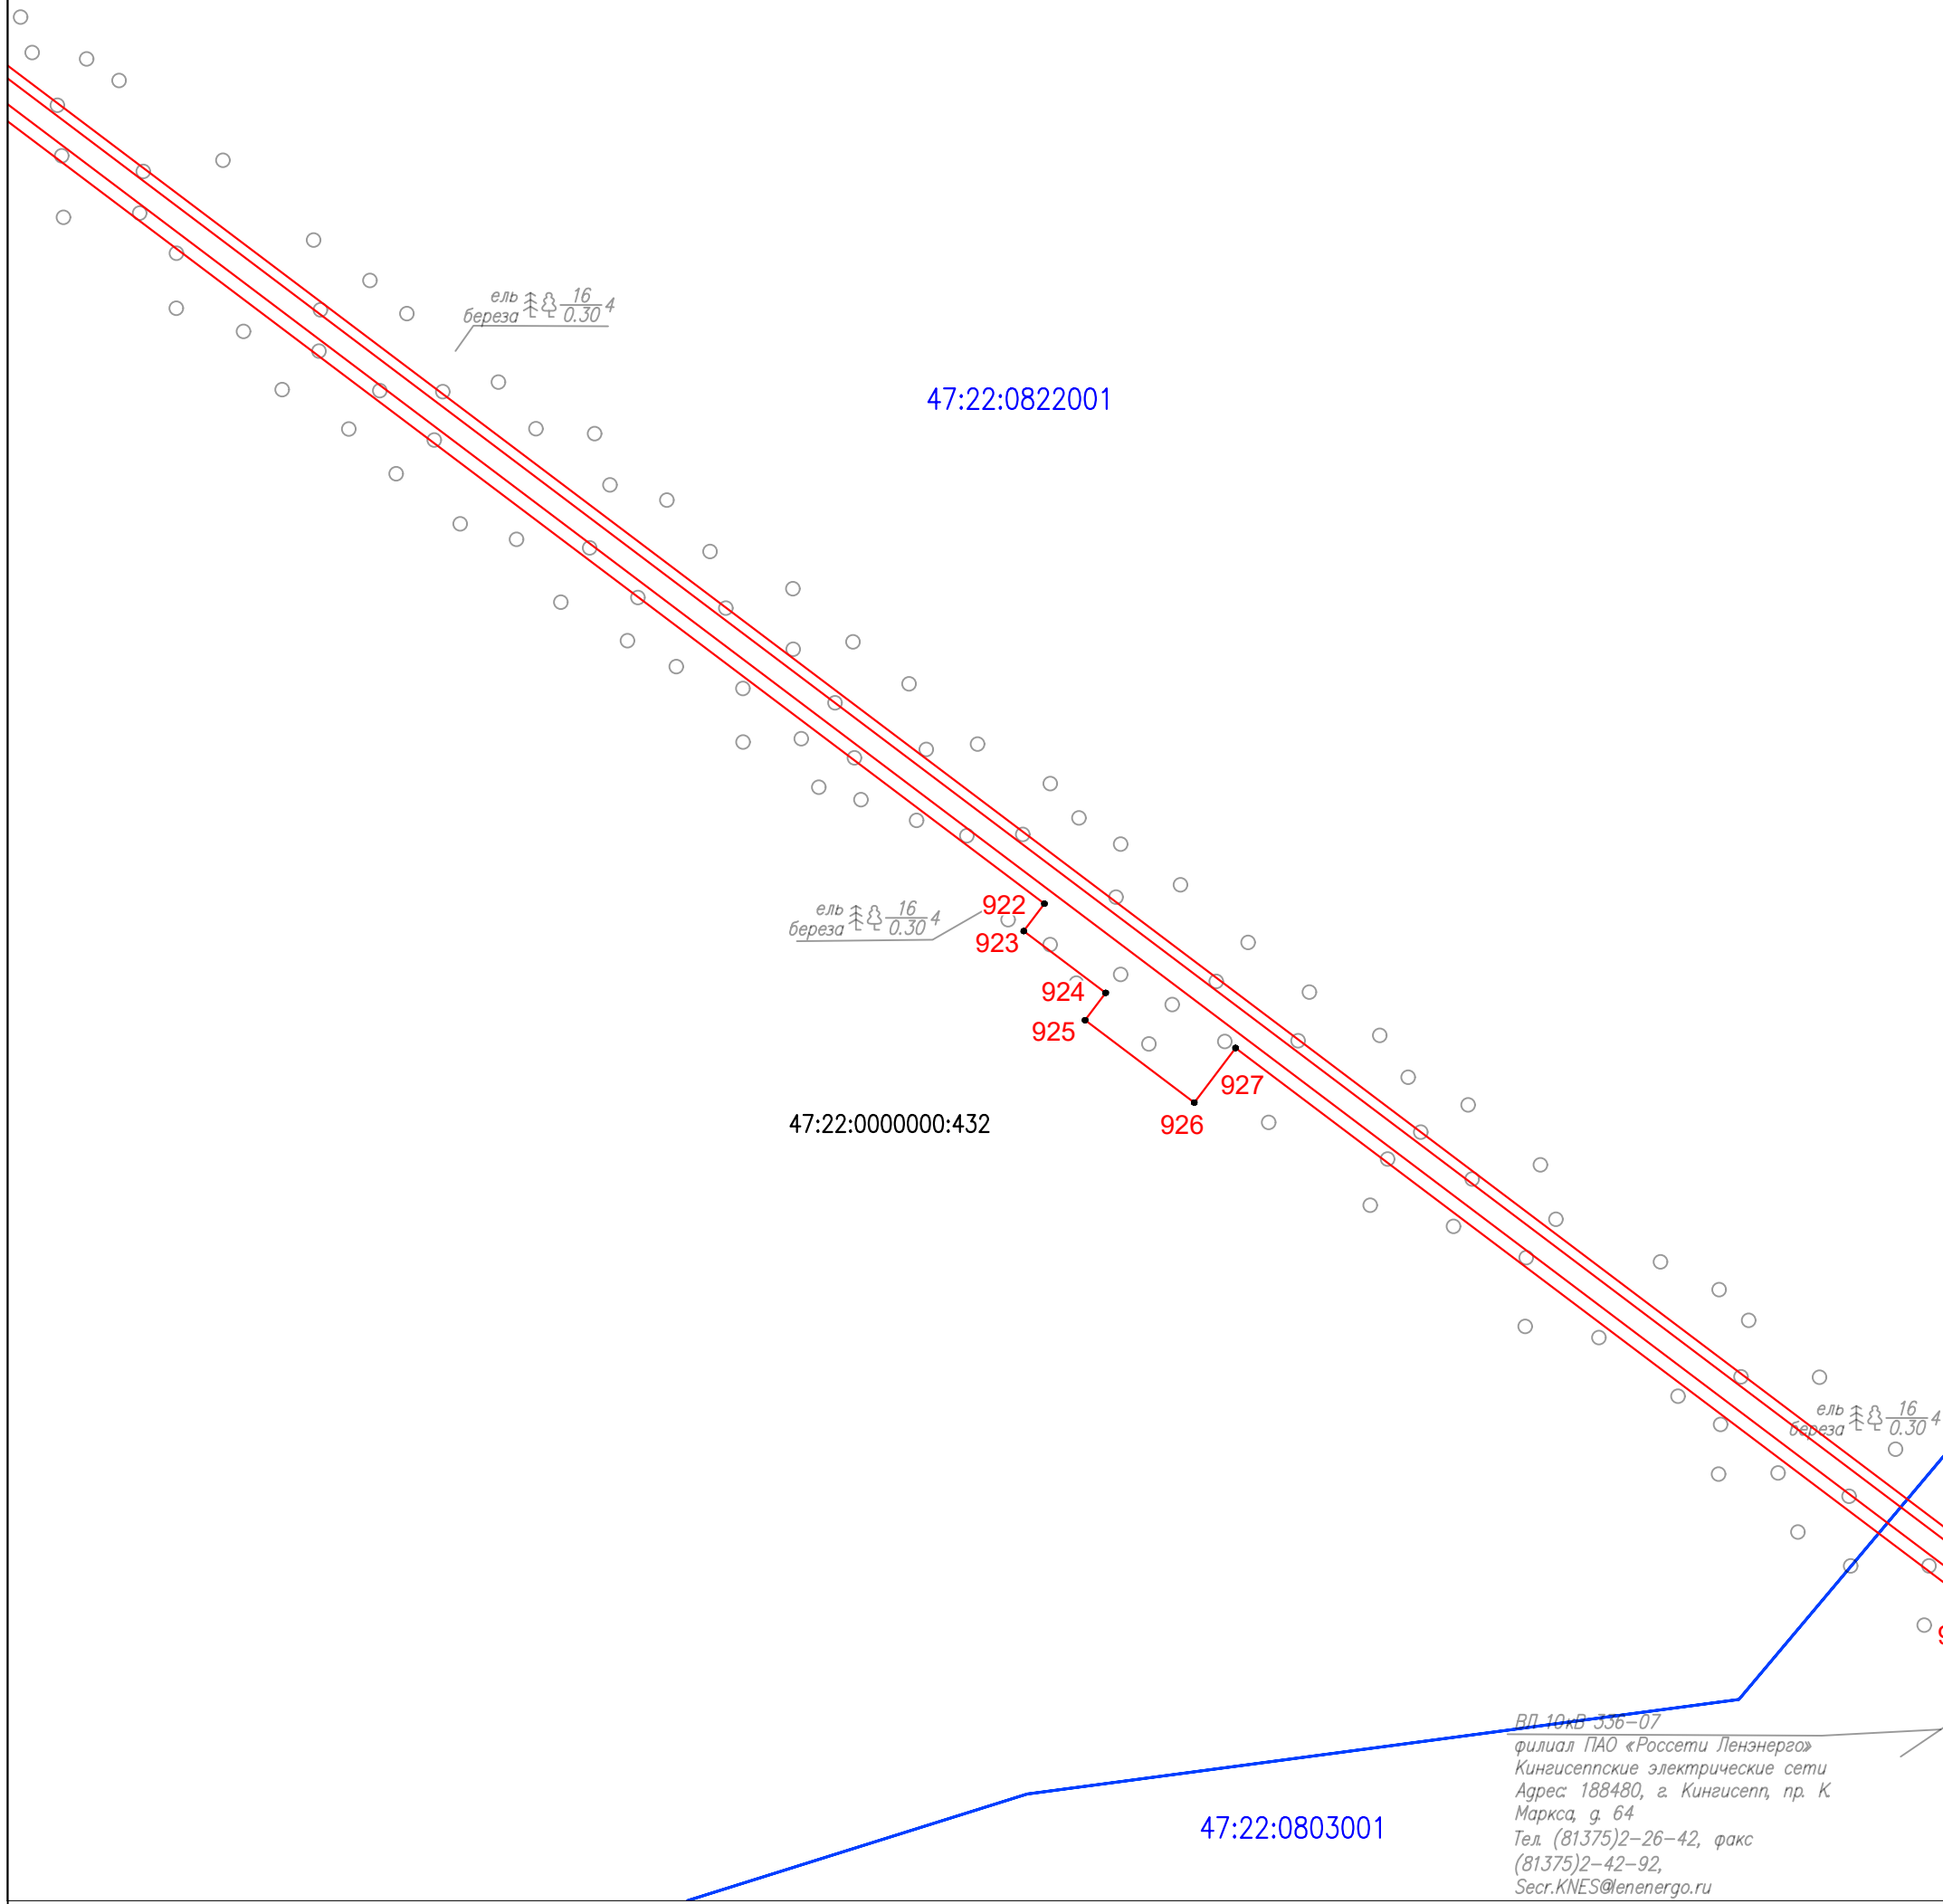 ель 16
береза 0.30 4
47:22:0822001
ель 16
береза 0.30 4
922
923
924
925
927
926
47:22:0000000:432
ель 16
береза 0.30 4
ВЛ 10кВ 336-07
филиал ПАО «Россети Ленэнерго»
Кингисеппские электрические сети
Адрес: 188480, г. Кингисепп, пр. К.
Маркса, д. 64
Тел. (81375)2-26-42, факс
(81375)2-42-92,
Secr.KNES@lenenergo.ru
47:22:0803001